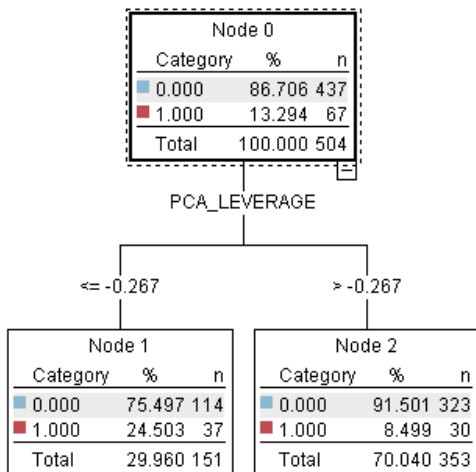 Node 0
Category % n
0.000 86.706 437
1.000 13.294 67
Total 100.000 504
PCA_LEVERAGE
<= -0.267 > -0.267
Node 1
Category % n
0.000 75.497 114
1.000 24.503 37
Total 29.960 151
Node 2
Category % n
0.000 91.501 323
1.000 8.499 30
Total 70.040 353